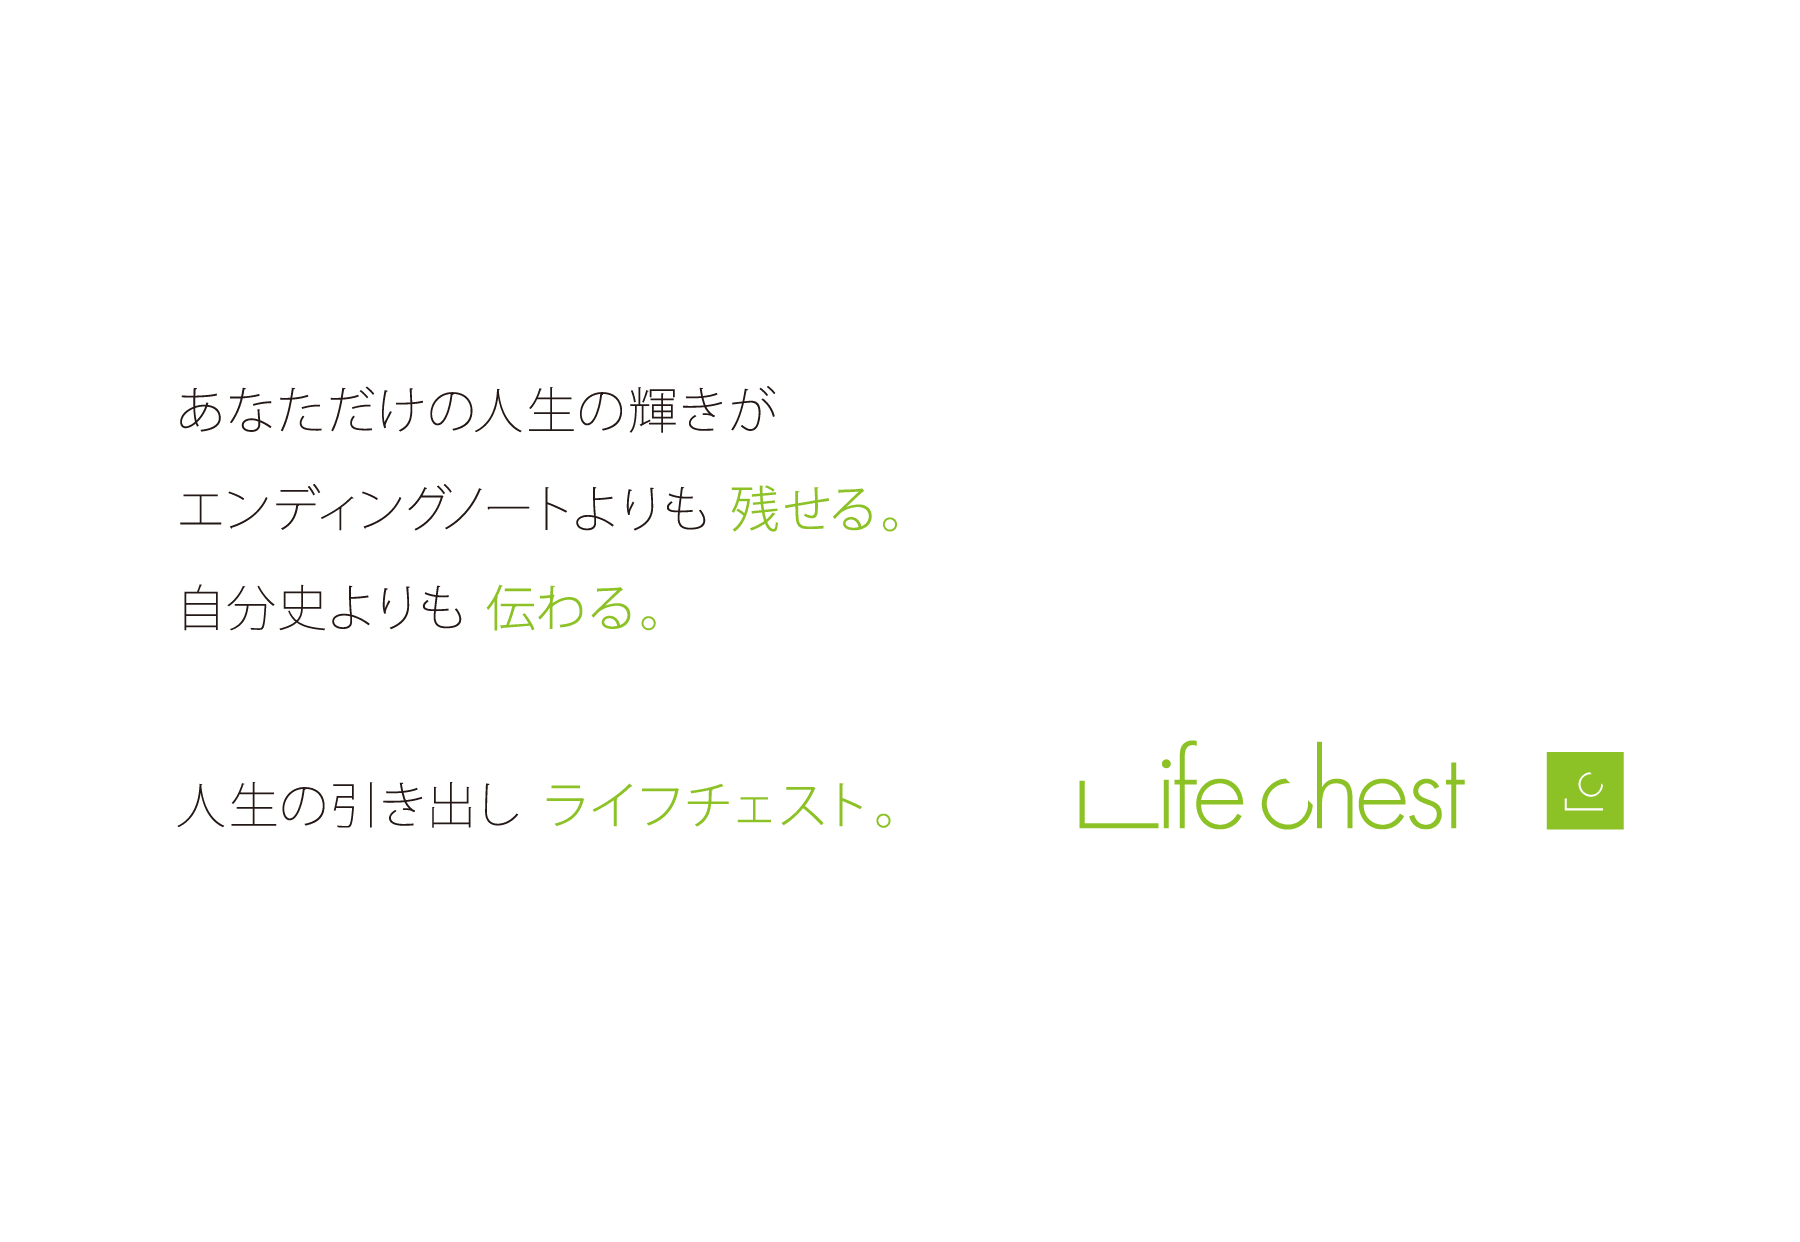 あなただけの人生の輝きが
エンディングノートよりも 残せる。
自分史よりも 伝わる。
人生の引き出し ライフチェスト。
Life chest
LC